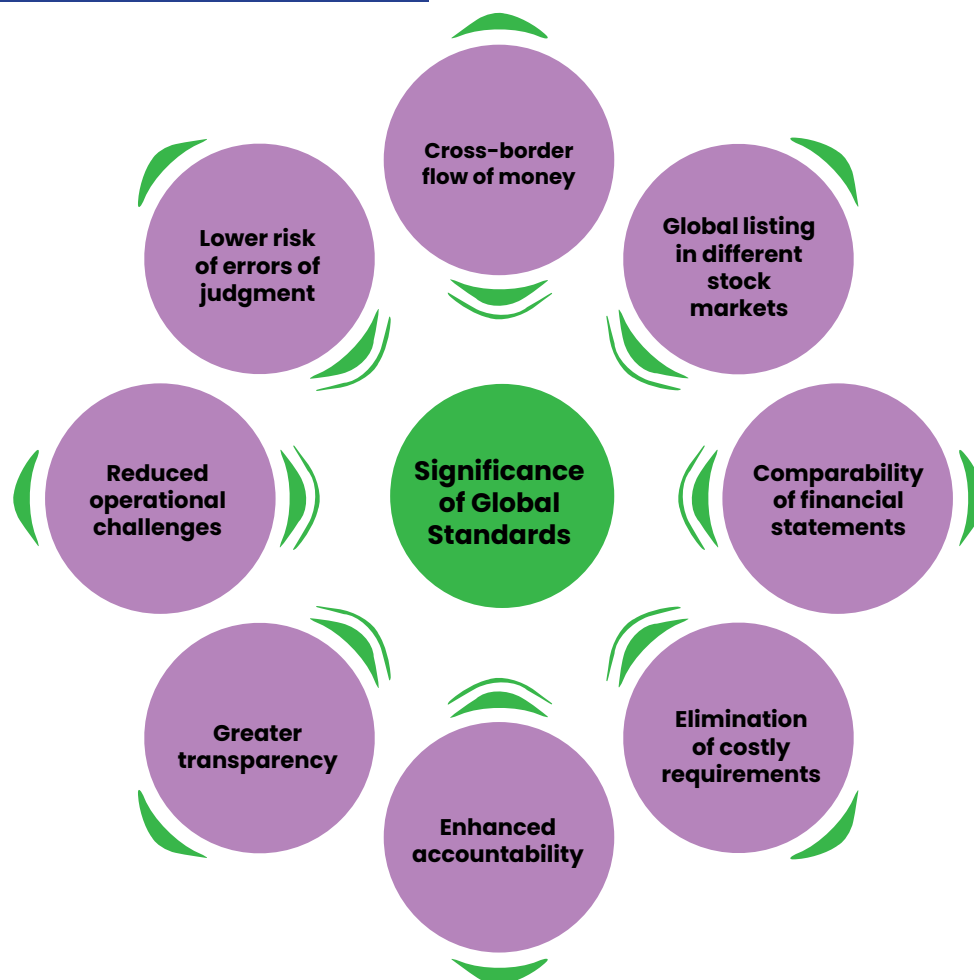 Cross-border
flow of money
Global listing
in different
stock
markets
Comparability
of financial
statements
Elimination
of costly
requirements
Enhanced
accountability
Greater
transparency
Reduced
operational
challenges
Lower risk
of errors of
judgment
Significance
of Global
Standards